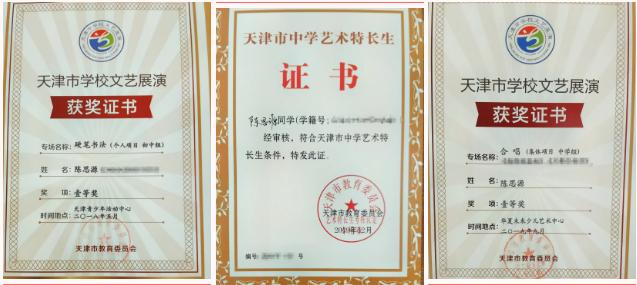 天津市学校文艺展演
获奖证书
专场名称：硬笔书法（个人项目 初中组）
姓 名：陈思源
奖 项：壹等奖
时间地点：天津青少年活动中心
二〇一八年五月
天津市教育委员会
天津市中学艺术特长生
证书
陈思源同学(学籍号:
经审核，符合天津市中学艺术特
长生条件，特发此证。
天津市教育委员会
编号: 号
天津市学校文艺展演
获奖证书
专场名称：合 唱（集体项目 中学组）
姓 名：陈思源
奖 项：壹等奖
时间地点：华夏未来少儿艺术中心
二〇一九年九月
天津市教育委员会